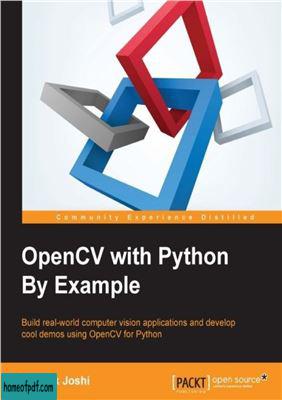 Community Experience Distilled
OpenCV with Python
By Example
Build real-world computer vision applications and develop
cool demos using OpenCV for Python
Joshi
homeofpdf.com
[PACKT] open source*
PUBLISHING